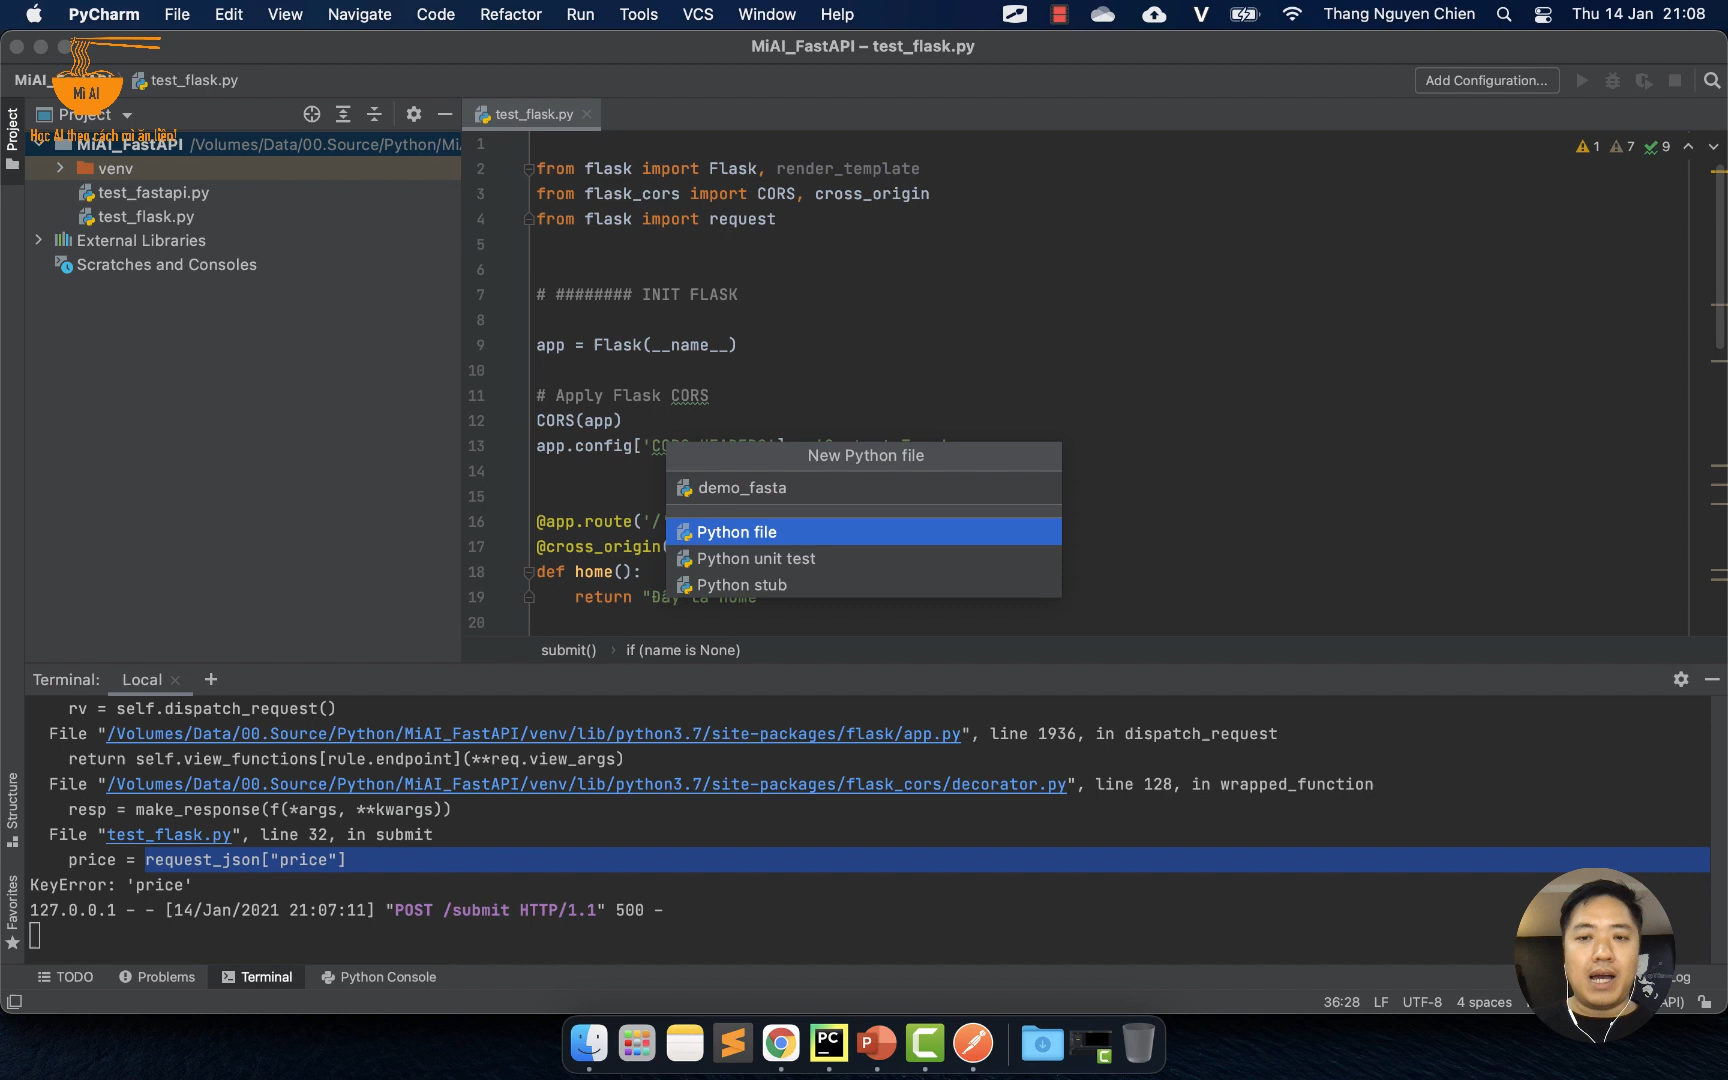 PyCharm File Edit View Navigate Code Refactor Run Tools VCS Window Help Thang Nguyen Chien Thu 14 Jan 21:08
MiAI_FastAPI – test_flask.py
test_flask.py
Add Configuration...
Mì AI
Học AI theo cách mì ăn liền!
Project
Project
MiAI_FastAPI /Volumes/Data/00.Source/Python/Mi
venv
test_fastapi.py
test_flask.py
External Libraries
Scratches and Consoles
test_flask.py
1 7 9
1
2 from flask import Flask, render_template
3 from flask_cors import CORS, cross_origin
4 from flask import request
5
6
7 # ######## INIT FLASK
8
9 app = Flask(__name__)
10
11 # Apply Flask CORS
12 CORS(app)
13 app.config['
14
15
16 @app.route('/
17 @cross_origin(
18 def home():
19 return "Đây là home
20
New Python file
demo_fasta
Python file
Python unit test
Python stub
submit() if (name is None)
Terminal: Local
rv = self.dispatch_request()
File "/Volumes/Data/00.Source/Python/MiAI_FastAPI/venv/lib/python3.7/site-packages/flask/app.py", line 1936, in dispatch_request
return self.view_functions[rule.endpoint](**req.view_args)
File "/Volumes/Data/00.Source/Python/MiAI_FastAPI/venv/lib/python3.7/site-packages/flask_cors/decorator.py", line 128, in wrapped_function
resp = make_response(f(*args, **kwargs))
File "test_flask.py", line 32, in submit
price = request_json["price"]
KeyError: 'price'
127.0.0.1 - - [14/Jan/2021 21:07:11] "POST /submit HTTP/1.1" 500 -
Structure
Favorites
TODO Problems Terminal Python Console
36:28 LF UTF-8 4 spaces
PC